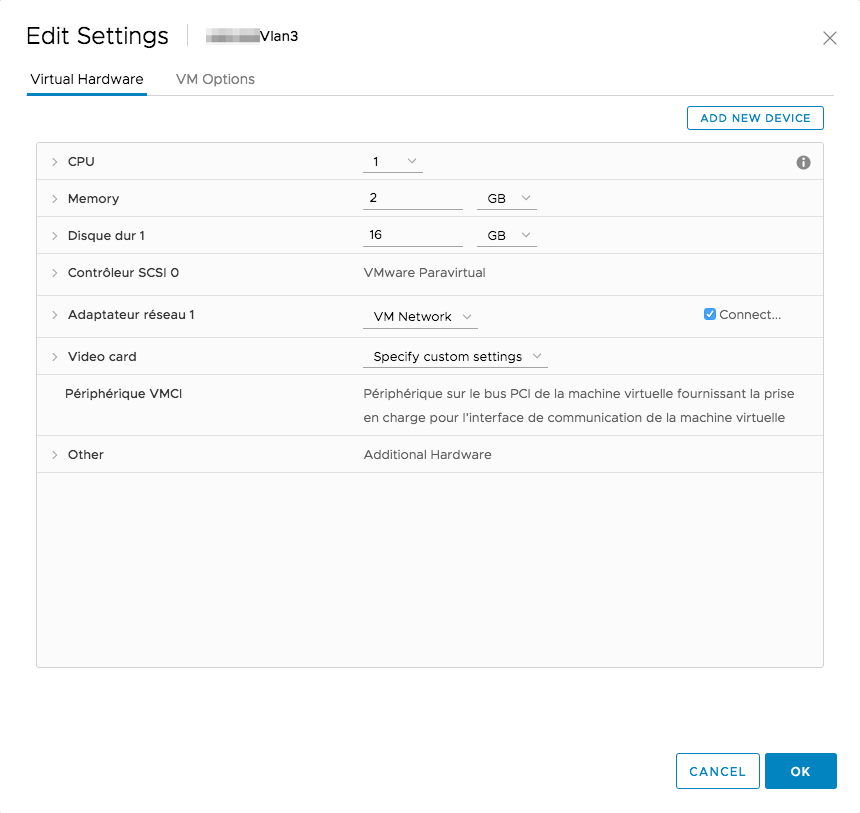 Edit Settings Vlan3
Virtual Hardware VM Options
ADD NEW DEVICE
CPU 1
Memory 2 GB
Disque dur 1 16 GB
Contrôleur SCSI 0 VMware Paravirtual
Adaptateur réseau 1 VM Network Connect...
Video card Specify custom settings
Périphérique VMCI Périphérique sur le bus PCI de la machine virtuelle fournissant la prise
en charge pour l'interface de communication de la machine virtuelle
Other Additional Hardware
CANCEL OK